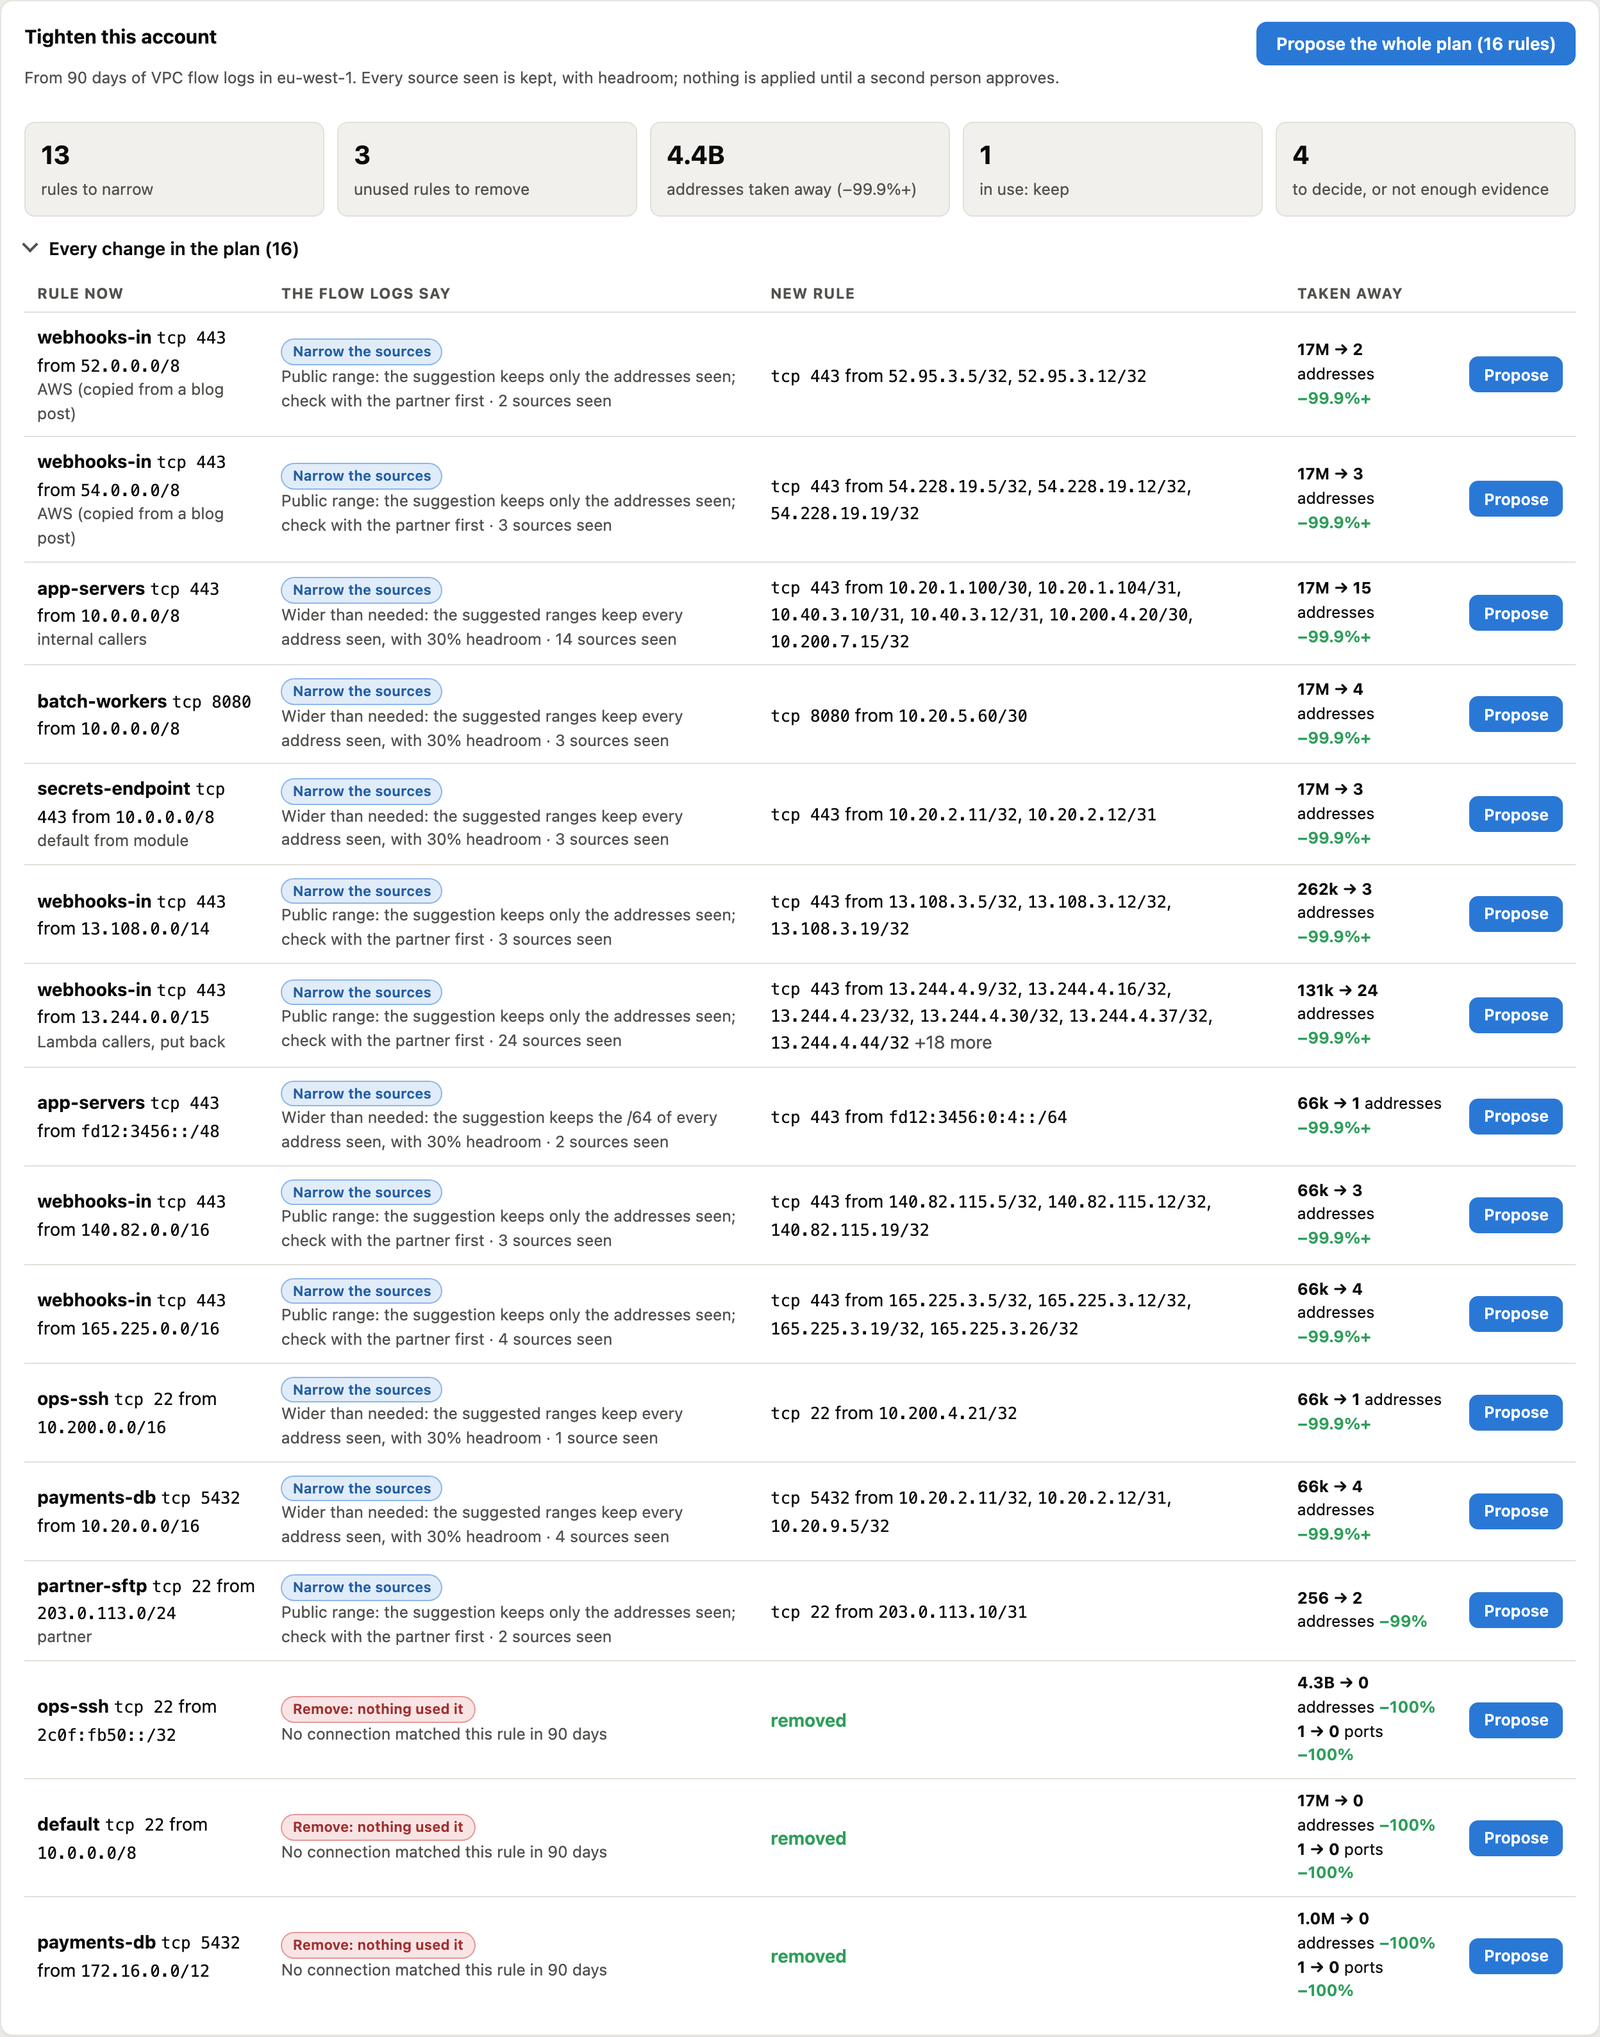 Tighten this account
Propose the whole plan (16 rules)
From 90 days of VPC flow logs in eu-west-1. Every source seen is kept, with headroom; nothing is applied until a second person approves.
13
rules to narrow
3
unused rules to remove
4.4B
addresses taken away (−99.9%+)
1
in use: keep
4
to decide, or not enough evidence
Every change in the plan (16)
RULE NOW
THE FLOW LOGS SAY
NEW RULE
TAKEN AWAY
webhooks-in tcp 443
from 52.0.0.0/8
AWS (copied from a blog
post)
Narrow the sources
Public range: the suggestion keeps only the addresses seen;
check with the partner first · 2 sources seen
tcp 443 from 52.95.3.5/32, 52.95.3.12/32
17M → 2
addresses
−99.9%+
Propose
webhooks-in tcp 443
from 54.0.0.0/8
AWS (copied from a blog
post)
Narrow the sources
Public range: the suggestion keeps only the addresses seen;
check with the partner first · 3 sources seen
tcp 443 from 54.228.19.5/32, 54.228.19.12/32,
54.228.19.19/32
17M → 3
addresses
−99.9%+
Propose
app-servers tcp 443
from 10.0.0.0/8
internal callers
Narrow the sources
Wider than needed: the suggested ranges keep every
address seen, with 30% headroom · 14 sources seen
tcp 443 from 10.20.1.100/30, 10.20.1.104/31,
10.40.3.10/31, 10.40.3.12/31, 10.200.4.20/30,
10.200.7.15/32
17M → 15
addresses
−99.9%+
Propose
batch-workers tcp 8080
from 10.0.0.0/8
Narrow the sources
Wider than needed: the suggested ranges keep every
address seen, with 30% headroom · 3 sources seen
tcp 8080 from 10.20.5.60/30
17M → 4
addresses
−99.9%+
Propose
secrets-endpoint tcp
443 from 10.0.0.0/8
default from module
Narrow the sources
Wider than needed: the suggested ranges keep every
address seen, with 30% headroom · 3 sources seen
tcp 443 from 10.20.2.11/32, 10.20.2.12/31
17M → 3
addresses
−99.9%+
Propose
webhooks-in tcp 443
from 13.108.0.0/14
Narrow the sources
Public range: the suggestion keeps only the addresses seen;
check with the partner first · 3 sources seen
tcp 443 from 13.108.3.5/32, 13.108.3.12/32,
13.108.3.19/32
262k → 3
addresses
−99.9%+
Propose
webhooks-in tcp 443
from 13.244.0.0/15
Lambda callers, put back
Narrow the sources
Public range: the suggestion keeps only the addresses seen;
check with the partner first · 24 sources seen
tcp 443 from 13.244.4.9/32, 13.244.4.16/32,
13.244.4.23/32, 13.244.4.30/32, 13.244.4.37/32,
13.244.4.44/32 +18 more
131k → 24
addresses
−99.9%+
Propose
app-servers tcp 443
from fd12:3456::/48
Narrow the sources
Wider than needed: the suggestion keeps the /64 of every
address seen, with 30% headroom · 2 sources seen
tcp 443 from fd12:3456:0:4::/64
66k → 1 addresses
−99.9%+
Propose
webhooks-in tcp 443
from 140.82.0.0/16
Narrow the sources
Public range: the suggestion keeps only the addresses seen;
check with the partner first · 3 sources seen
tcp 443 from 140.82.115.5/32, 140.82.115.12/32,
140.82.115.19/32
66k → 3
addresses
−99.9%+
Propose
webhooks-in tcp 443
from 165.225.0.0/16
Narrow the sources
Public range: the suggestion keeps only the addresses seen;
check with the partner first · 4 sources seen
tcp 443 from 165.225.3.5/32, 165.225.3.12/32,
165.225.3.19/32, 165.225.3.26/32
66k → 4
addresses
−99.9%+
Propose
ops-ssh tcp 22 from
10.200.0.0/16
Narrow the sources
Wider than needed: the suggested ranges keep every
address seen, with 30% headroom · 1 source seen
tcp 22 from 10.200.4.21/32
66k → 1 addresses
−99.9%+
Propose
payments-db tcp 5432
from 10.20.0.0/16
Narrow the sources
Wider than needed: the suggested ranges keep every
address seen, with 30% headroom · 4 sources seen
tcp 5432 from 10.20.2.11/32, 10.20.2.12/31,
10.20.9.5/32
66k → 4
addresses
−99.9%+
Propose
partner-sftp tcp 22 from
203.0.113.0/24
partner
Narrow the sources
Public range: the suggestion keeps only the addresses seen;
check with the partner first · 2 sources seen
tcp 22 from 203.0.113.10/31
256 → 2
addresses −99%
Propose
ops-ssh tcp 22 from
2c0f:fb50::/32
Remove: nothing used it
No connection matched this rule in 90 days
removed
4.3B → 0
addresses −100%
1 → 0 ports
−100%
Propose
default tcp 22 from
10.0.0.0/8
Remove: nothing used it
No connection matched this rule in 90 days
removed
17M → 0
addresses −100%
1 → 0 ports
−100%
Propose
payments-db tcp 5432
from 172.16.0.0/12
Remove: nothing used it
No connection matched this rule in 90 days
removed
1.0M → 0
addresses −100%
1 → 0 ports
−100%
Propose